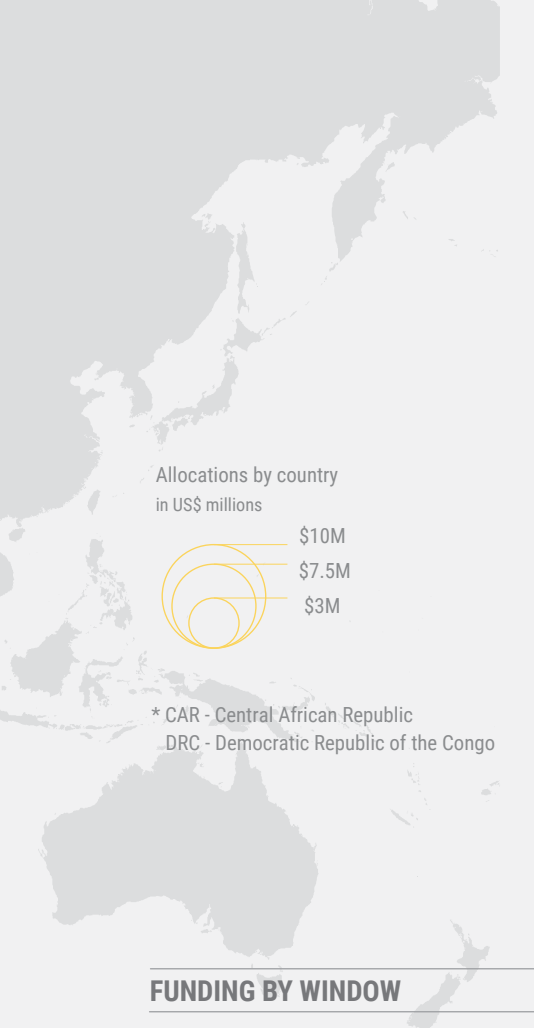 Allocations by country
in US$ millions
$10M
$7.5M
$3M
* CAR - Central African Republic
DRC - Democratic Republic of the Congo
FUNDING BY WINDOW